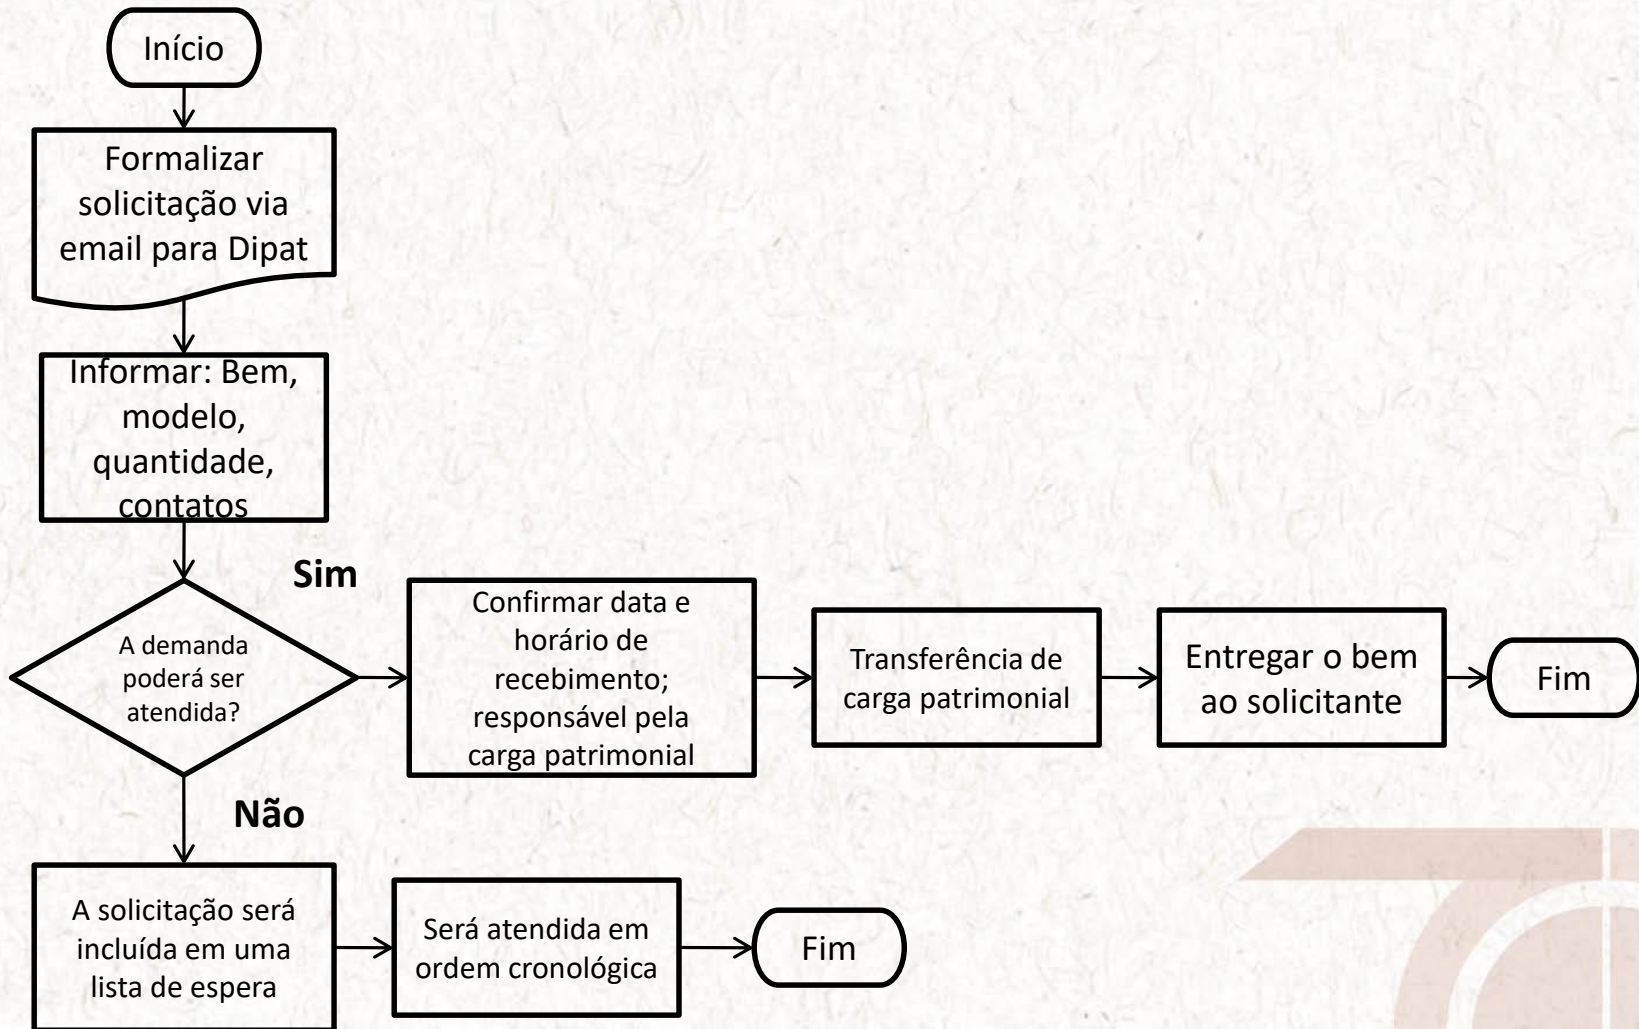 Início
Formalizar
solicitação via
email para Dipat
Informar: Bem,
modelo,
quantidade,
contatos
Sim
A demanda
poderá ser
atendida?
Confirmar data e
horário de
recebimento;
responsável pela
carga patrimonial
Transferência de
carga patrimonial
Entregar o bem
ao solicitante
Fim
Não
A solicitação será
incluída em uma
lista de espera
Será atendida em
ordem cronológica
Fim